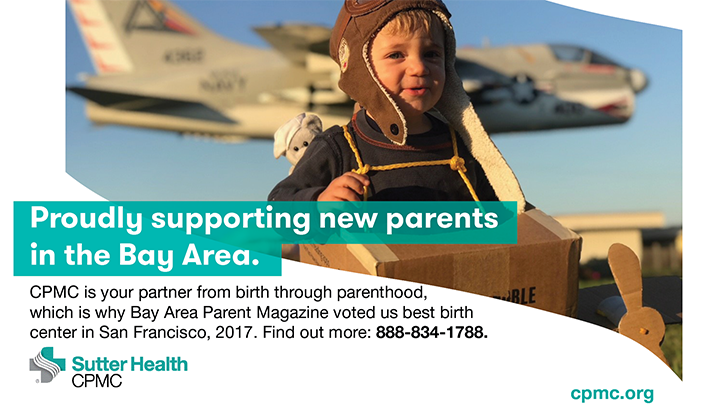 4362
NAVY
Proudly supporting new parents
in the Bay Area.
CPMC is your partner from birth through parenthood,
which is why Bay Area Parent Magazine voted us best birth
center in San Francisco, 2017. Find out more: 888-834-1788.
Sutter Health
CPMC
cpmc.org